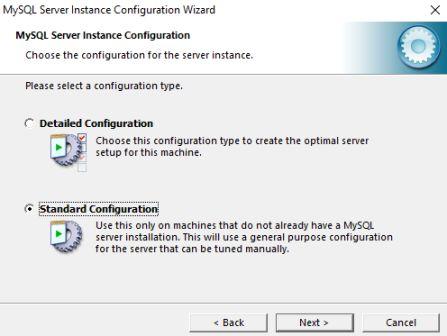 MySQL Server Instance Configuration Wizard
MySQL Server Instance Configuration
Choose the configuration for the server instance.
Please select a configuration type.
Detailed Configuration
Choose this configuration type to create the optimal server
setup for this machine.
Standard Configuration
Use this only on machines that do not already have a MySQL
server installation. This will use a general purpose configuration
for the server that can be tuned manually.
< Back
Next >
Cancel